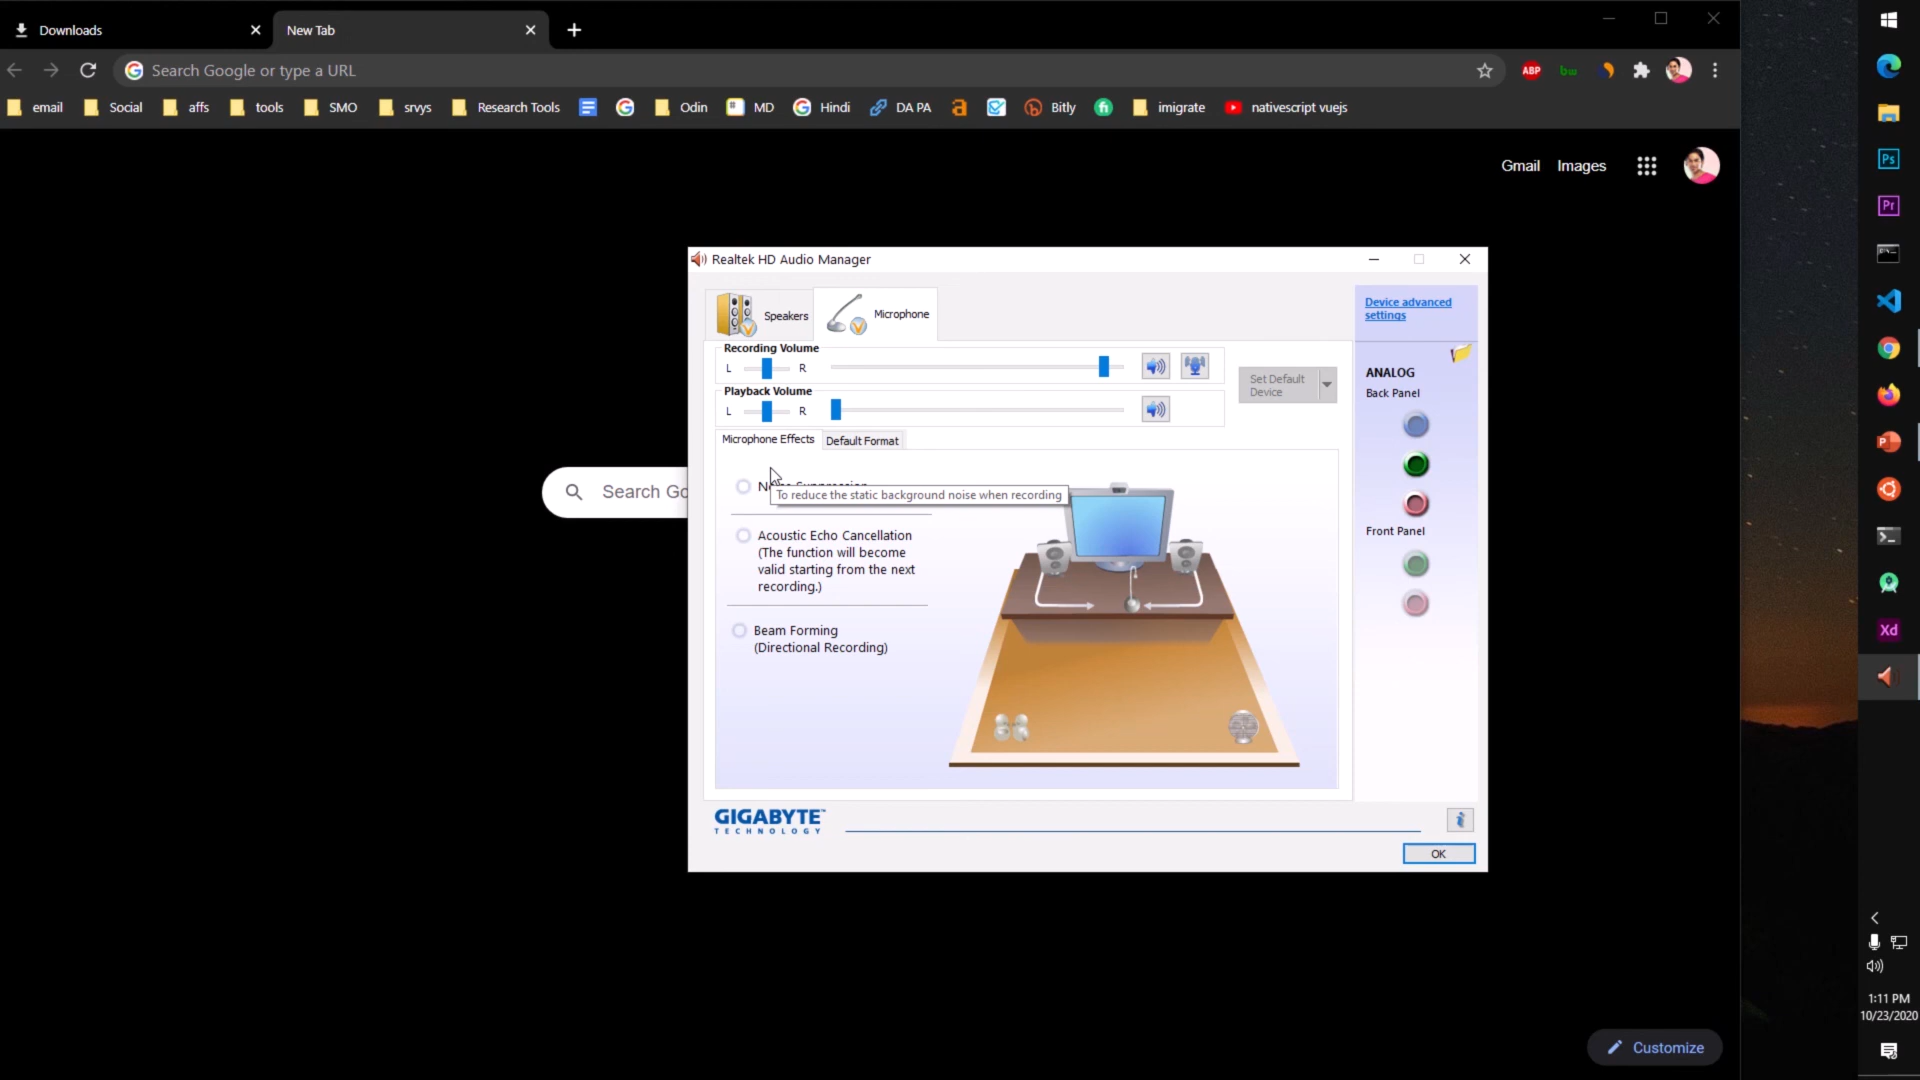 Downloads
New Tab
Search Google or type a URL
ABP
bw
email
Social
affs
tools
SMO
srvys
Research Tools
Odin
MD
Hindi
DA PA
Bitly
imigrate
nativescript vuejs
Gmail
Images
Ps
Pr
Search Go
Realtek HD Audio Manager
Speakers
Microphone
Device advanced
settings
Recording Volume
L
R
Set Default
Device
Playback Volume
L
R
ANALOG
Back Panel
Microphone Effects
Default Format
To reduce the static background noise when recording
Acoustic Echo Cancellation
(The function will become
valid starting from the next
recording.)
Front Panel
Beam Forming
(Directional Recording)
Xd
GIGABYTE™
TECHNOLOGY
OK
1:11 PM
10/23/2020
Customize